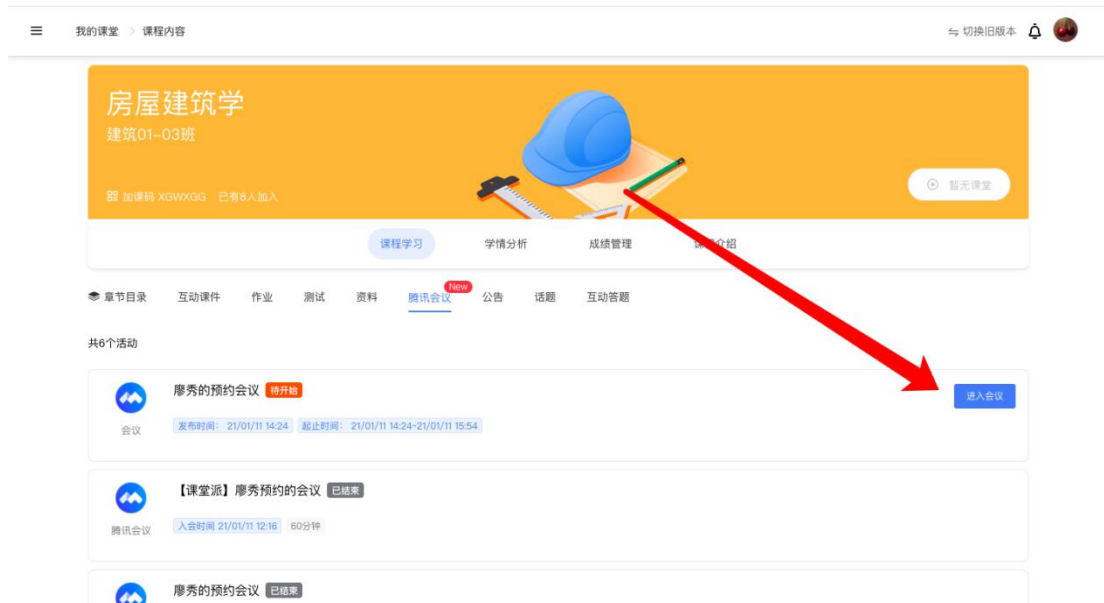 我的课堂 > 课程内容
切换旧版本
房屋建筑学
建筑01-03班
加课码 XGWXGG 已有8人加入
暂无课堂
课程学习 学情分析 成绩管理 课程介绍
章节目录 互动课件 作业 测试 资料 腾讯会议 New 公告 话题 互动答题
共6个活动
廖秀的预约会议 待开始
进入会议
会议
发布时间： 21/01/11 14:24 起止时间： 21/01/11 14:24~21/01/11 15:54
【课堂派】廖秀预约的会议 已结束
腾讯会议
入会时间 21/01/11 12:16 60分钟
廖秀的预约会议 已结束